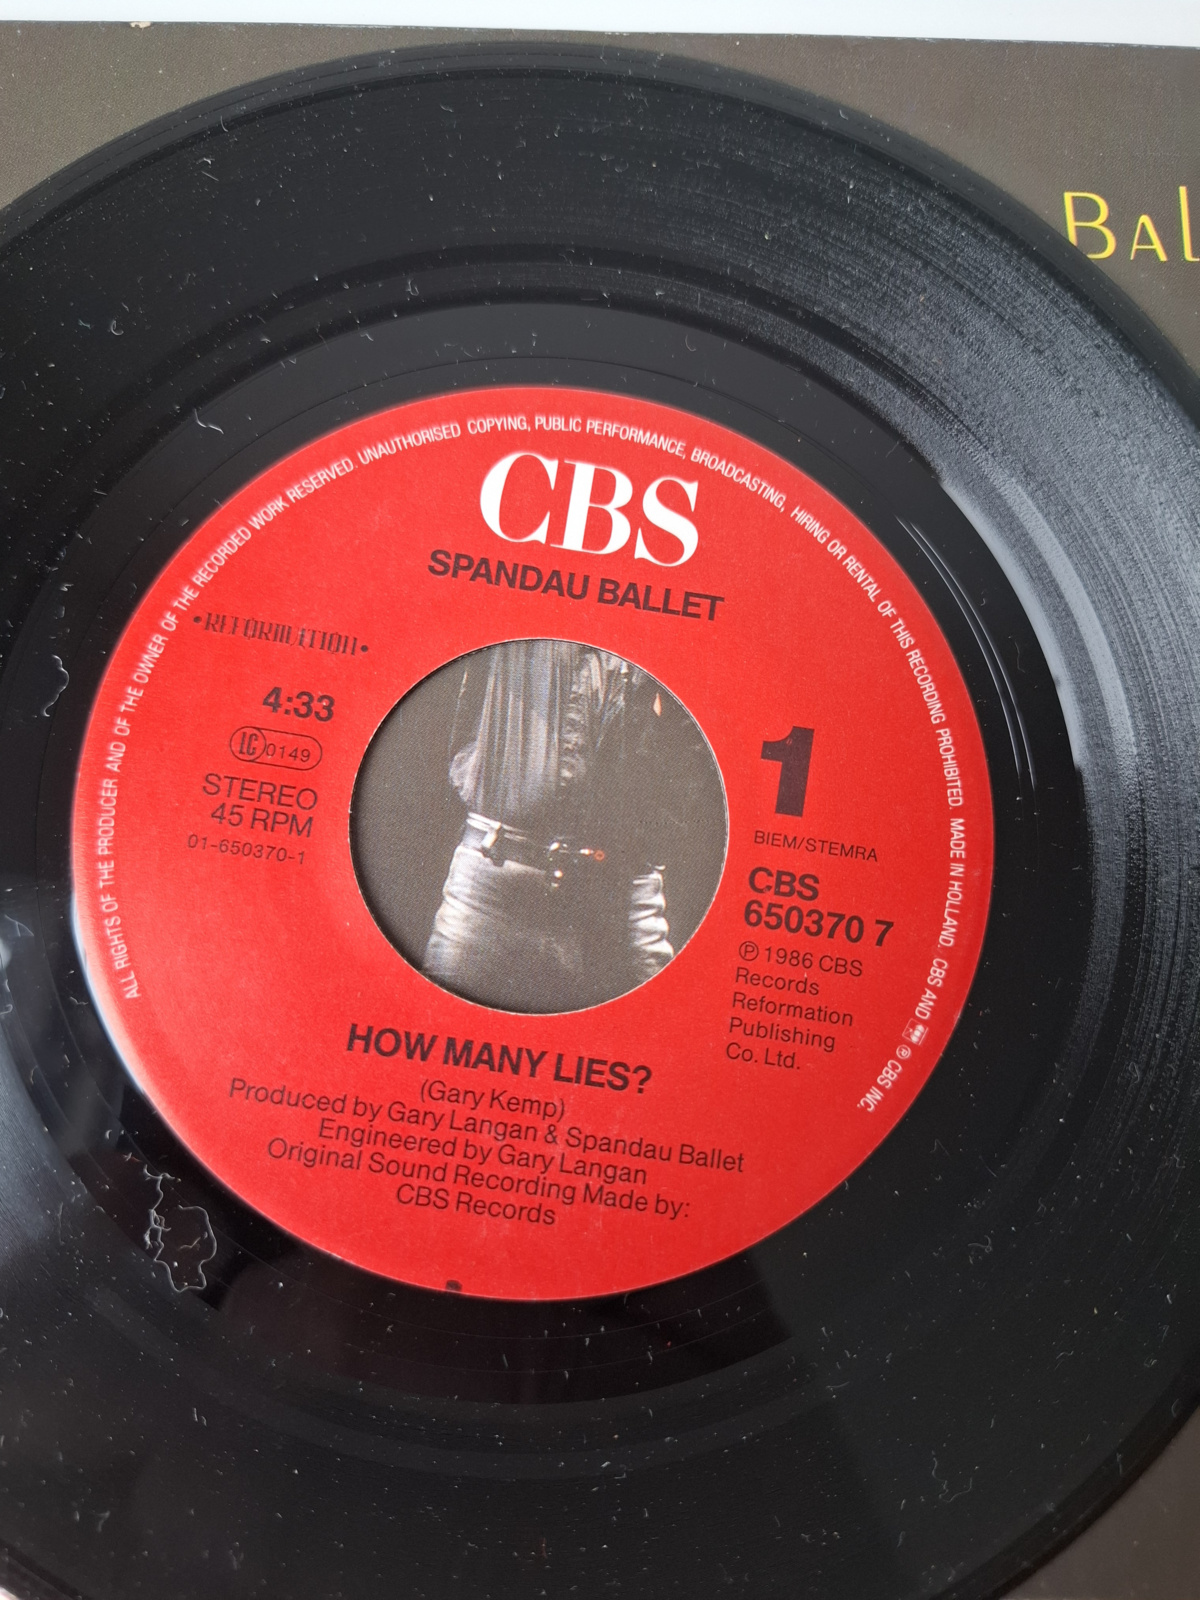 Bal
ALL RIGHTS OF THE PRODUCER AND OF THE OWNER OF THE RECORDED WORK RESERVED. UNAUTHORISED COPYING, PUBLIC PERFORMANCE, BROADCASTING, HIRING OR RENTAL OF THIS RECORDING PROHIBITED. MADE IN HOLLAND. CBS AND ℗ CBS INC.
CBS
SPANDAU BALLET
•REFORMATION•
4:33
LC 0149
STEREO
45 RPM
01-650370-1
1
BIEM/STEMRA
CBS
650370 7
℗ 1986 CBS
Records
Reformation
Publishing
Co. Ltd.
HOW MANY LIES?
(Gary Kemp)
Produced by Gary Langan & Spandau Ballet
Engineered by Gary Langan
Original Sound Recording Made by:
CBS Records